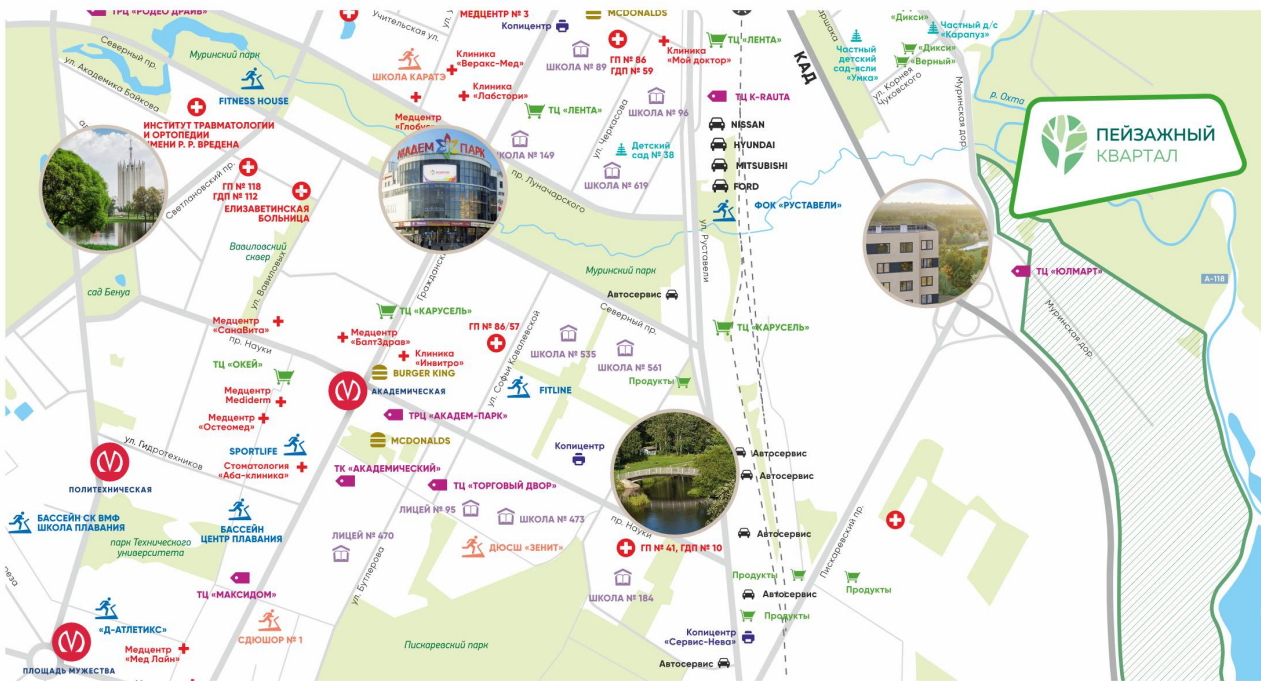 ТРЦ «РОДЕО ДРАЙВ»
Северный пр.
Муринский парк
ул. Академика Байкова
FITNESS HOUSE
ИНСТИТУТ ТРАВМАТОЛОГИИ
И ОРТОПЕДИИ
ИМЕНИ Р. Р. ВРЕДЕНА
Светлановский пр.
ГП № 118
ГДП № 112
ЕЛИЗАВЕТИНСКАЯ
БОЛЬНИЦА
Вавиловский
сквер
ул. Вавиловых
сад Бенуа
Учительская ул.
МЕДЦЕНТР № 3
MCDONALDS
Копицентр
ШКОЛА КАРАТЭ
Клиника
«Веракс-Мед»
Клиника
«Лабстори»
Медцентр
АКАДЕМ ПАРК
ШКОЛА № 89
ГП № 86
ГДП № 59
Клиника
«Мой доктор»
ТЦ «ЛЕНТА»
ТЦ «ЛЕНТА»
ШКОЛА № 96
ул. Черкасова
ШКОЛА № 149
Детский
сад № 38
ШКОЛА № 619
пр. Луначарского
ТЦ K-RAUTA
NISSAN
HYUNDAI
MITSUBISHI
FORD
ФОК «РУСТАВЕЛИ»
КАД
«Дикси»
Частный д/с
«Карапуз»
Частный
детский
сад-ясли
«Умка»
«Дикси»
«Верный»
ул. Корнея
Чуковского
Муринская дор.
р. Охта
ПЕЙЗАЖНЫЙ
КВАРТАЛ
ТЦ «ЮЛМАРТ»
А-118
Муринская дор.
ул. Руставели
Муринский парк
Автосервис
Северный пр.
ТЦ «КАРУСЕЛЬ»
ТЦ «КАРУСЕЛЬ»
ГП № 86/57
ШКОЛА № 535
ШКОЛА № 561
Продукты
Медцентр
«СанаВита»
Медцентр
«БалтЗдрав»
Клиника
«Инвитро»
пр. Науки
ТЦ «ОКЕЙ»
BURGER KING
АКАДЕМИЧЕСКАЯ
ул. Софьи Ковалевской
FITLINE
Медцентр
Mediderm
Медцентр
«Остеомед»
ТРЦ «АКАДЕМ-ПАРК»
ул. Гидротехников
SPORTLIFE
MCDONALDS
Стоматология
«Аба-клиника»
ТК «АКАДЕМИЧЕСКИЙ»
ТЦ «ТОРГОВЫЙ ДВОР»
Копицентр
Автосервис
Автосервис
ПОЛИТЕХНИЧЕСКАЯ
БАССЕЙН СК ВМФ
ШКОЛА ПЛАВАНИЯ
парк Технического
университета
БАССЕЙН
ЦЕНТР ПЛАВАНИЯ
ЛИЦЕЙ № 95
ШКОЛА № 473
ЛИЦЕЙ № 470
ДЮСШ «ЗЕНИТ»
пр. Науки
ГП № 41, ГДП № 10
Автосервис
Пискаревский пр.
ТЦ «МАКСИДОМ»
ул. Бутлерова
ШКОЛА № 184
Продукты
Продукты
Автосервис
Продукты
«Д-АТЛЕТИКС»
СДЮШОР № 1
Медцентр
«Мед Лайн»
ПЛОЩАДЬ МУЖЕСТВА
Пискаревский парк
Копицентр
«Сервис-Нева»
Автосервис